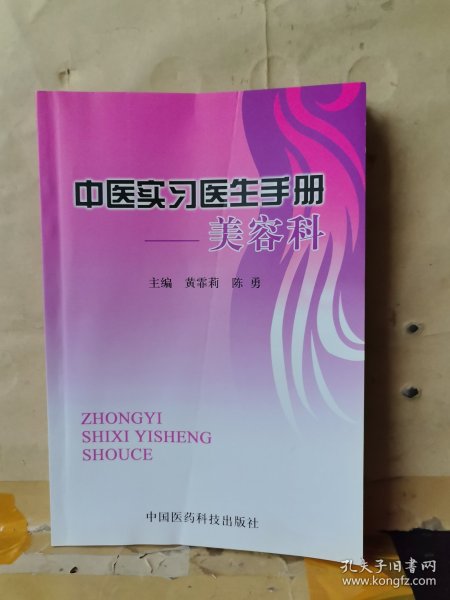 中医实习医生手册
——美容科
主编 黄霏莉 陈 勇
ZHONGYI
SHIXI YISHENG
SHOUCE
中国医药科技出版社
孔夫子旧书网
www.kongfz.com